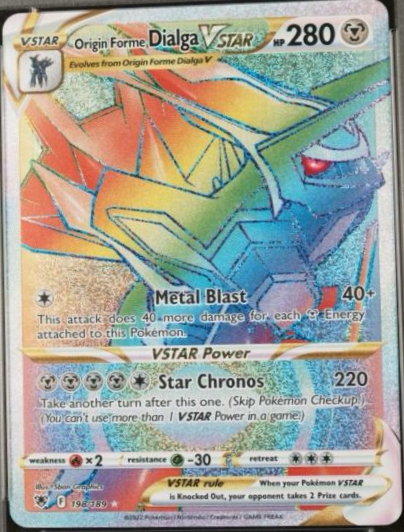 VSTAR Origin Forme Dialga VSTAR HP 280
Evolves from Origin Forme Dialga V
Metal Blast 40+
This attack does 40 more damage for each Energy
attached to this Pokémon.
VSTAR Power
Star Chronos 220
Take another turn after this one. (Skip Pokémon Checkup.)
(You can't use more than 1 VSTAR Power in a game.)
weakness ×2 resistance -30 retreat
Illus. 5ban Graphics
VSTAR rule When your Pokémon VSTAR
is Knocked Out, your opponent takes 2 Prize cards.
F 198/189
©2022 Pokémon / Nintendo / Creatures / GAME FREAK